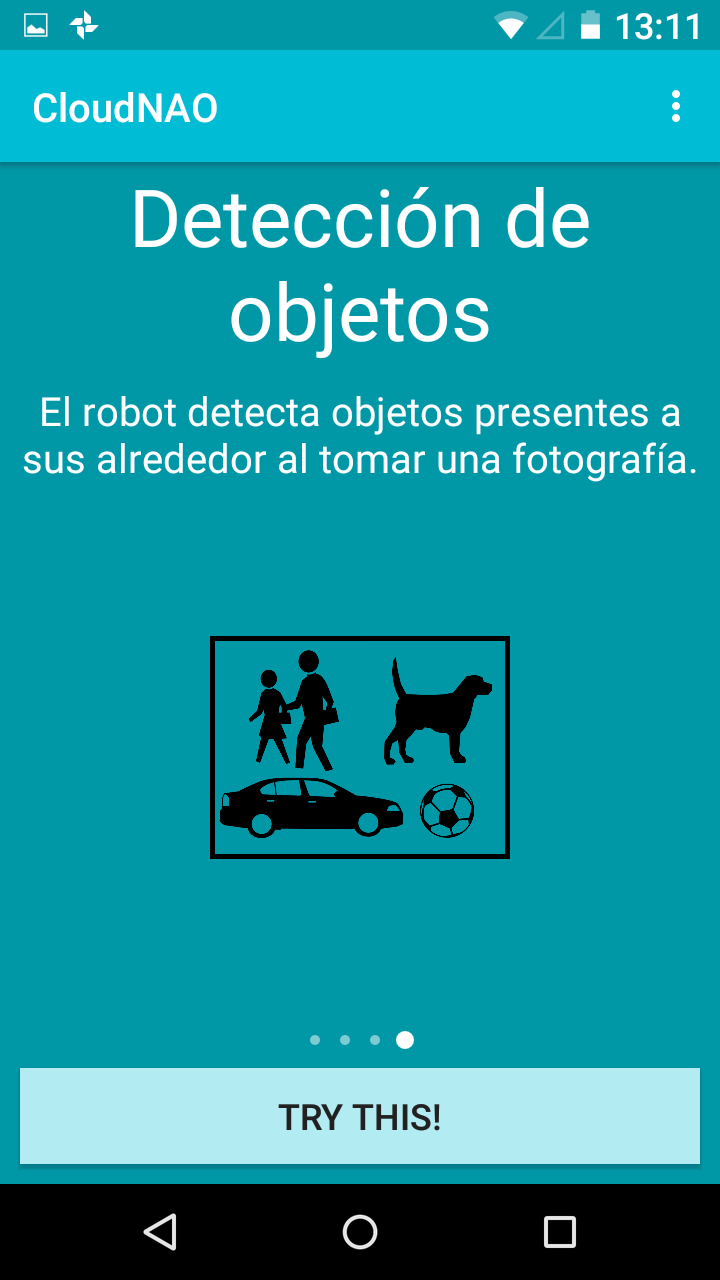 13:11
CloudNAO
Detección de
objetos
El robot detecta objetos presentes a
sus alrededor al tomar una fotografía.
TRY THIS!